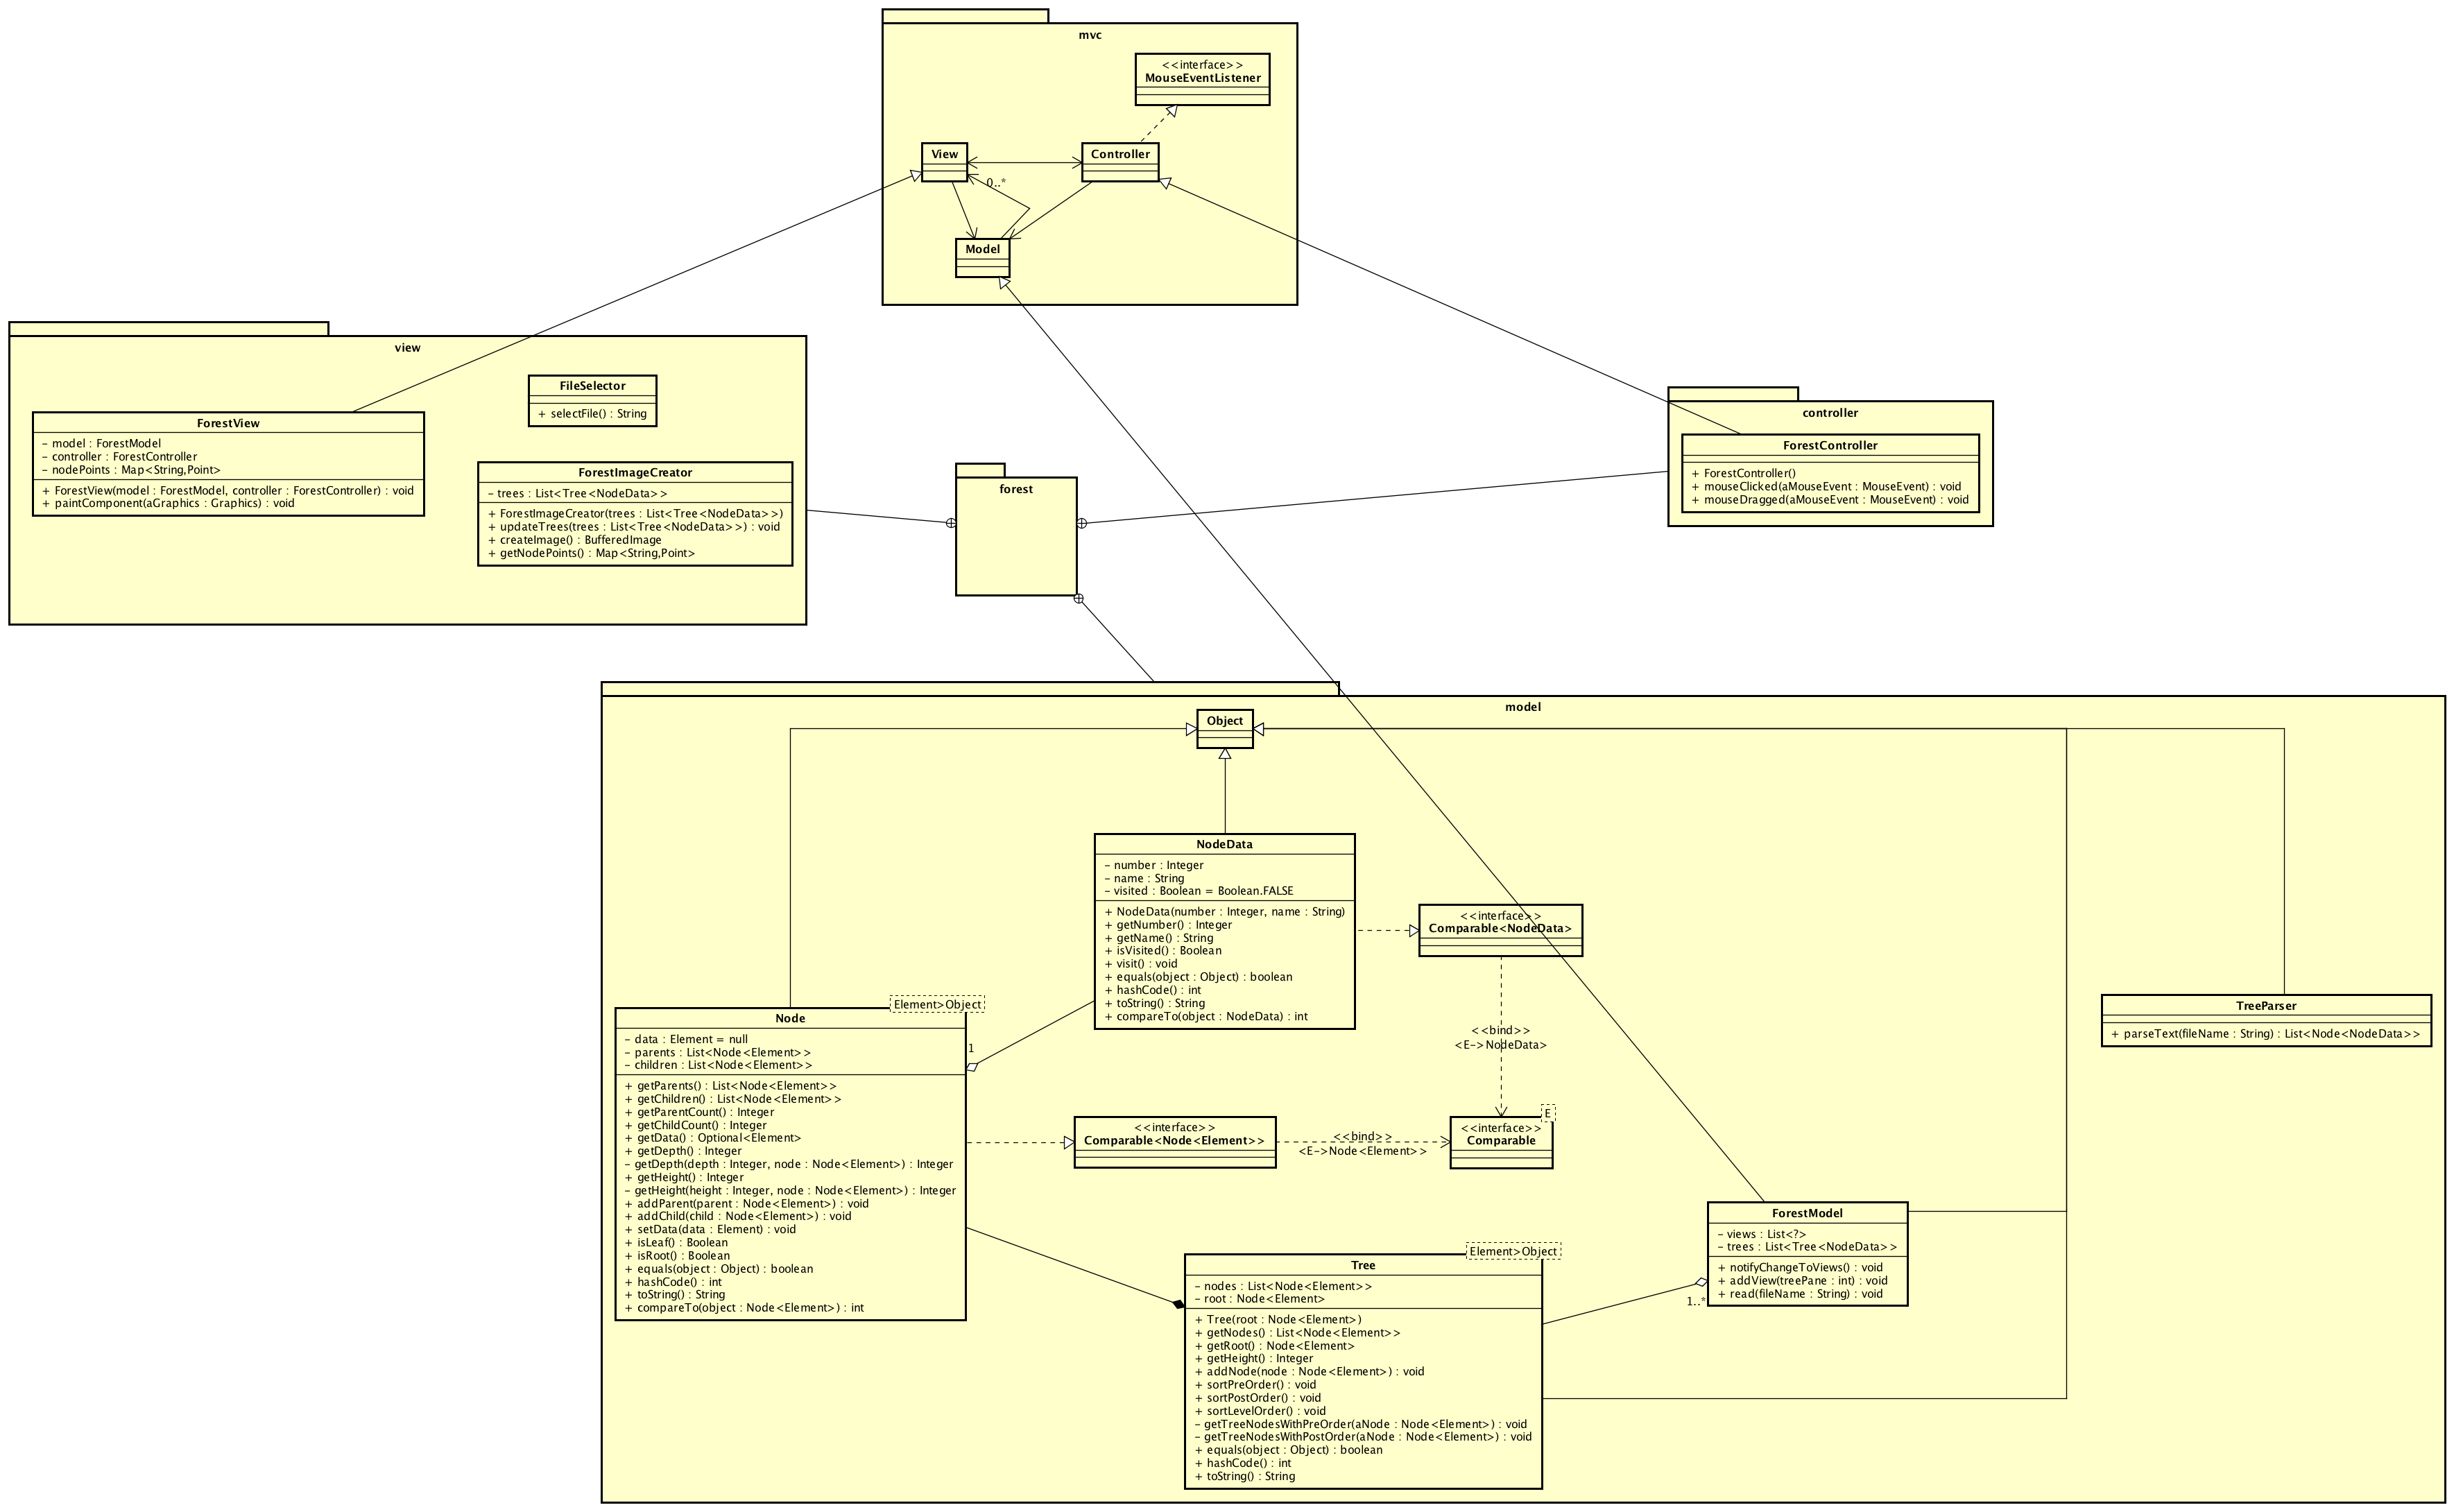 mvc
<<interface>>
MouseEventListener
View
Controller
0..*
Model
view
FileSelector
+ selectFile() : String
ForestView
– model : ForestModel
– controller : ForestController
– nodePoints : Map<String,Point>
+ ForestView(model : ForestModel, controller : ForestController) : void
+ paintComponent(aGraphics : Graphics) : void
ForestImageCreator
– trees : List<Tree<NodeData>>
+ ForestImageCreator(trees : List<Tree<NodeData>>)
+ updateTrees(trees : List<Tree<NodeData>>) : void
+ createImage() : BufferedImage
+ getNodePoints() : Map<String,Point>
forest
controller
ForestController
+ ForestController()
+ mouseClicked(aMouseEvent : MouseEvent) : void
+ mouseDragged(aMouseEvent : MouseEvent) : void
model
Object
NodeData
– number : Integer
– name : String
– visited : Boolean = Boolean.FALSE
+ NodeData(number : Integer, name : String)
+ getNumber() : Integer
+ getName() : String
+ isVisited() : Boolean
+ visit() : void
+ equals(object : Object) : boolean
+ hashCode() : int
+ toString() : String
+ compareTo(object : NodeData) : int
<<interface>>
Comparable<NodeData>
<<bind>>
<E->NodeData>
TreeParser
+ parseText(fileName : String) : List<Node<NodeData>>
Element>Object
Node
– data : Element = null
– parents : List<Node<Element>>
– children : List<Node<Element>>
+ getParents() : List<Node<Element>>
+ getChildren() : List<Node<Element>>
+ getParentCount() : Integer
+ getChildCount() : Integer
+ getData() : Optional<Element>
+ getDepth() : Integer
– getDepth(depth : Integer, node : Node<Element>) : Integer
+ getHeight() : Integer
– getHeight(height : Integer, node : Node<Element>) : Integer
+ addParent(parent : Node<Element>) : void
+ addChild(child : Node<Element>) : void
+ setData(data : Element) : void
+ isLeaf() : Boolean
+ isRoot() : Boolean
+ equals(object : Object) : boolean
+ hashCode() : int
+ toString() : String
+ compareTo(object : Node<Element>) : int
1
<<interface>>
Comparable<Node<Element>>
<<bind>>
<E->Node<Element>>
E
<<interface>>
Comparable
ForestModel
– views : List<?>
– trees : List<Tree<NodeData>>
+ notifyChangeToViews() : void
+ addView(treePane : int) : void
+ read(fileName : String) : void
1..*
Element>Object
Tree
– nodes : List<Node<Element>>
– root : Node<Element>
+ Tree(root : Node<Element>)
+ getNodes() : List<Node<Element>>
+ getRoot() : Node<Element>
+ getHeight() : Integer
+ addNode(node : Node<Element>) : void
+ sortPreOrder() : void
+ sortPostOrder() : void
+ sortLevelOrder() : void
– getTreeNodesWithPreOrder(aNode : Node<Element>) : void
– getTreeNodesWithPostOrder(aNode : Node<Element>) : void
+ equals(object : Object) : boolean
+ hashCode() : int
+ toString() : String